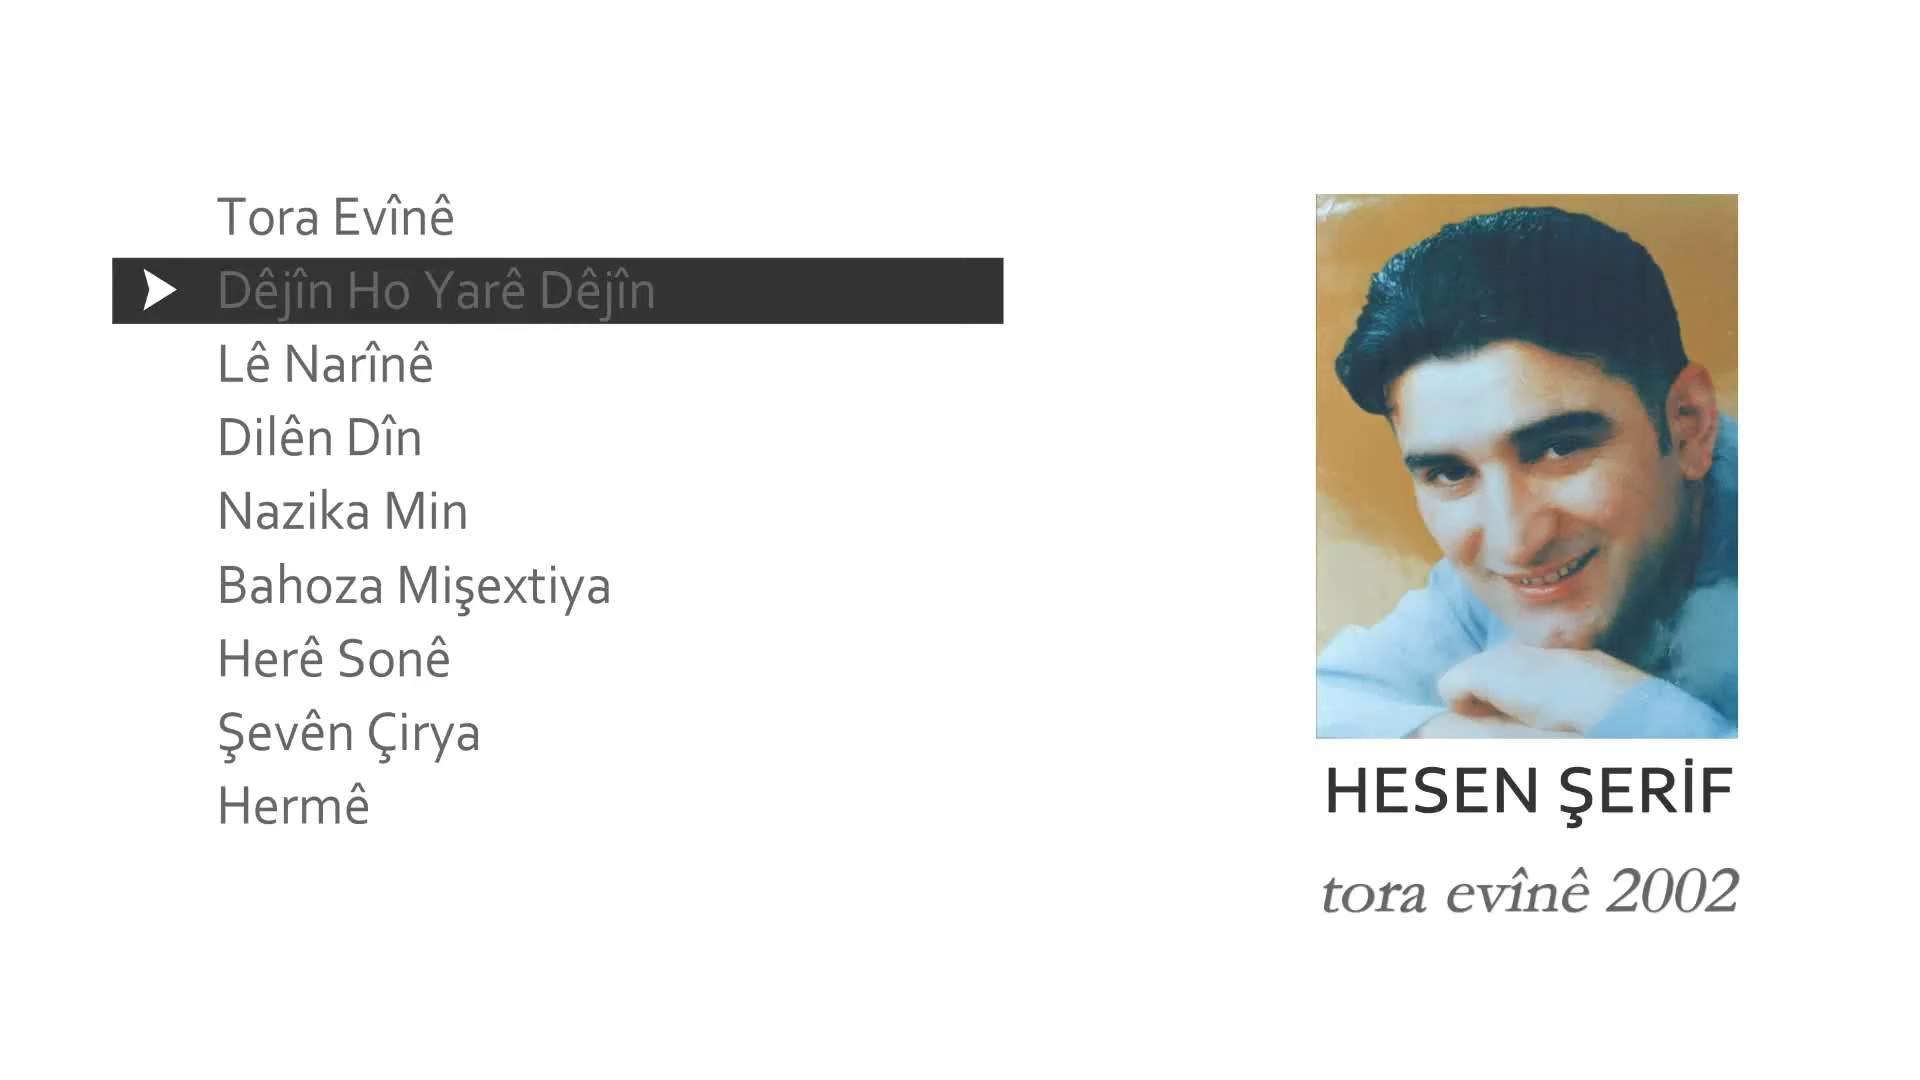 Tora Evînê
Dêjîn Ho Yarê Dêjîn
Lê Narînê
Dilên Dîn
Nazika Min
Bahoza Mişextiya
Herê Sonê
Şevên Çirya
Hermê
HESEN ŞERİF
tora evînê 2002